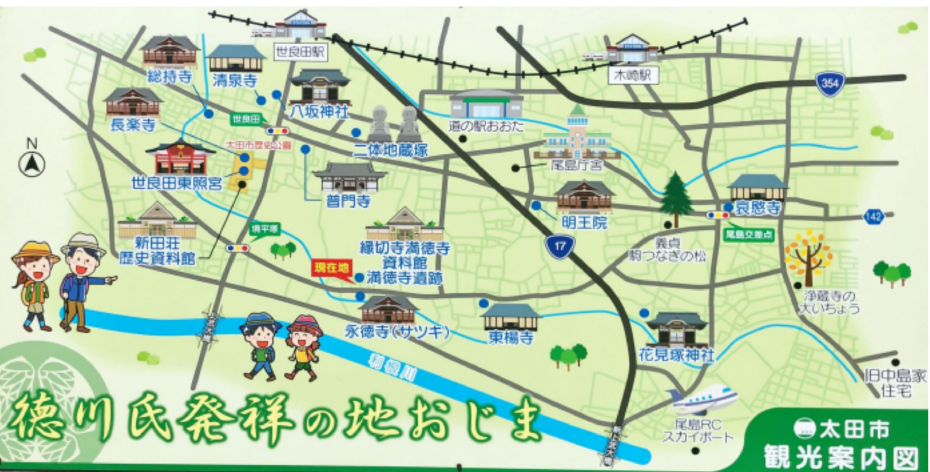 世良田駅
木崎駅
354
総持寺
清泉寺
八坂神社
長楽寺
世良田
太田市歴史公園
二体地蔵塚
道の駅おおた
尾島庁舎
N
世良田東照宮
普門寺
明王院
哀愍寺
142
尾島交差点
新田荘
歴史資料館
境平塚
縁切寺満徳寺
資料館
満徳寺遺跡
現在地
17
義貞
駒つなぎの松
浄蔵寺の
大いちょう
永徳寺(サツキ)
東楊寺
花見塚神社
利根川
旧中島家
住宅
尾島RC
スカイポート
徳川氏発祥の地おじま
太田市
観光案内図